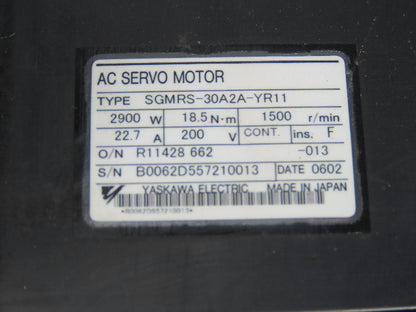 AC SERVO MOTOR
TYPE SGMRS-30A2A-YR11
2900 W 18.5 N·m 1500 r/min
22.7 A 200 V CONT. ins. F
O/N R11428 662 -013
S/N B0062D557210013 DATE 0602
YASKAWA ELECTRIC MADE IN JAPAN
*B0062D557210013*